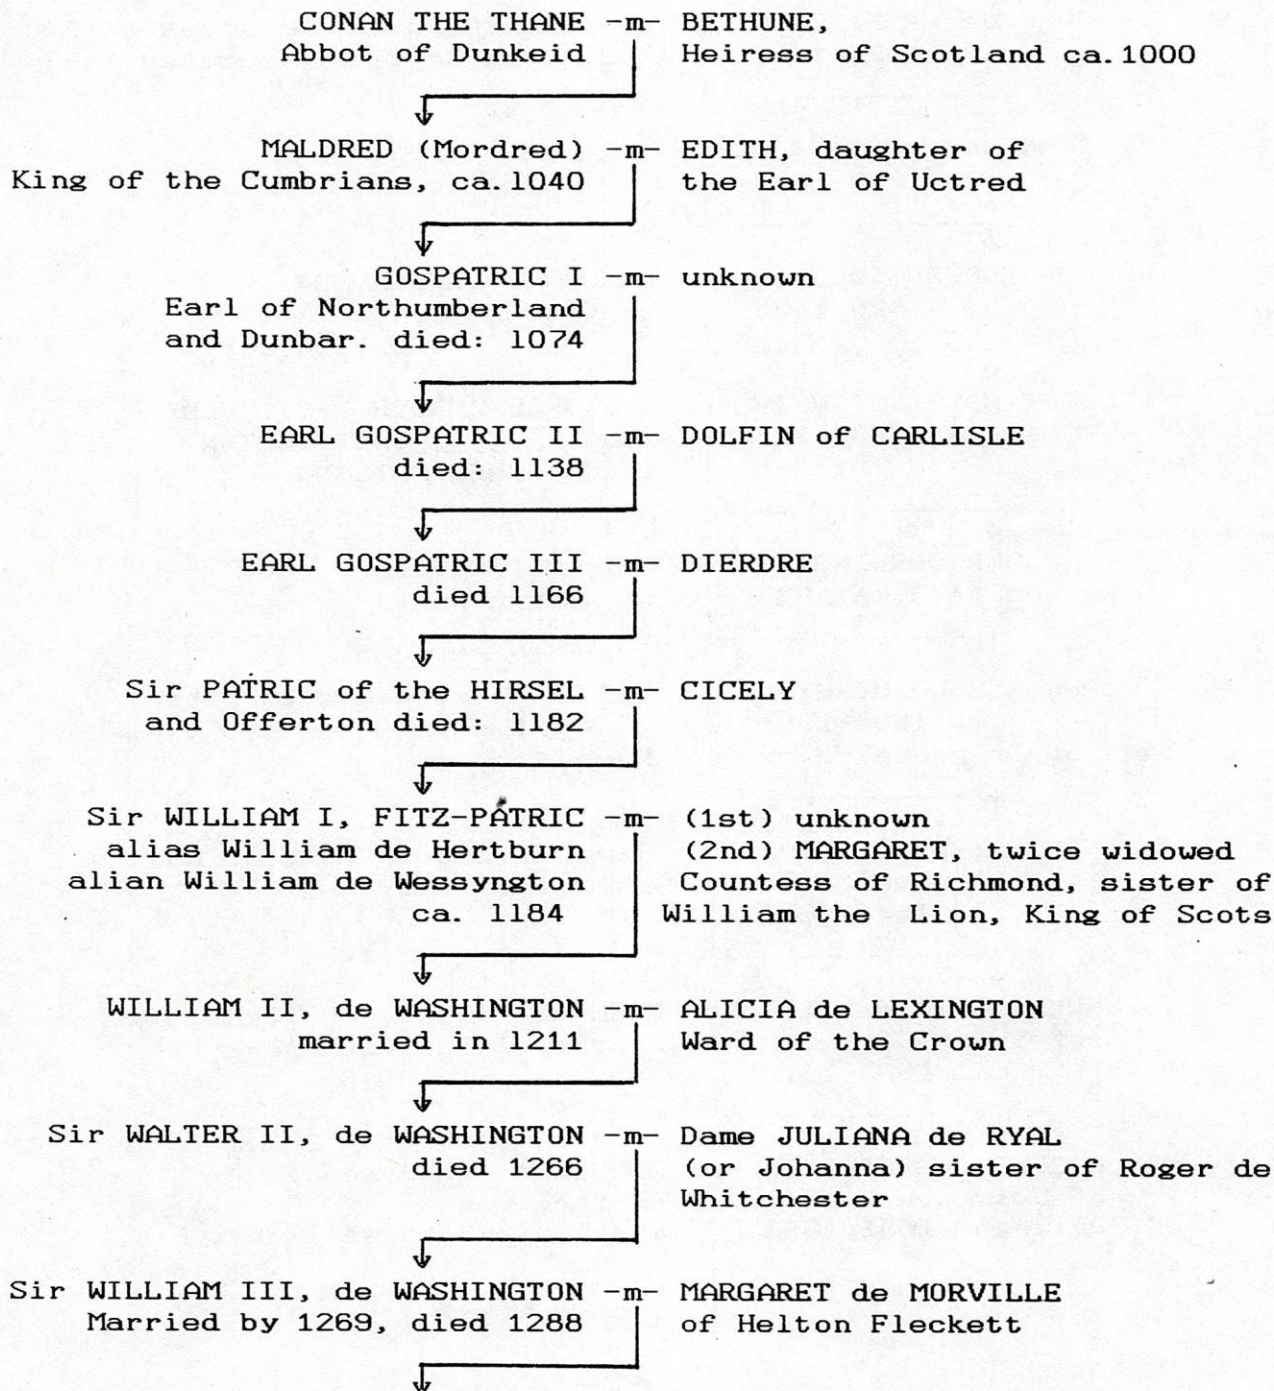 CONAN THE THANE -m- BETHUNE,
Abbot of Dunkeid Heiress of Scotland ca.1000
MALDRED (Mordred) -m- EDITH, daughter of
King of the Cumbrians, ca.1040 the Earl of Uctred
GOSPATRIC I -m- unknown
Earl of Northumberland
and Dunbar. died: 1074
EARL GOSPATRIC II -m- DOLFIN of CARLISLE
died: 1138
EARL GOSPATRIC III -m- DIERDRE
died 1166
Sir PATRIC of the HIRSEL -m- CICELY
and Offerton died: 1182
Sir WILLIAM I, FITZ-PATRIC -m- (1st) unknown
alias William de Hertburn (2nd) MARGARET, twice widowed
alian William de Wessyngton Countess of Richmond, sister of
ca. 1184 William the Lion, King of Scots
WILLIAM II, de WASHINGTON -m- ALICIA de LEXINGTON
married in 1211 Ward of the Crown
Sir WALTER II, de WASHINGTON -m- Dame JULIANA de RYAL
died 1266 (or Johanna) sister of Roger de
Whitchester
Sir WILLIAM III, de WASHINGTON -m- MARGARET de MORVILLE
Married by 1269, died 1288 of Helton Fleckett